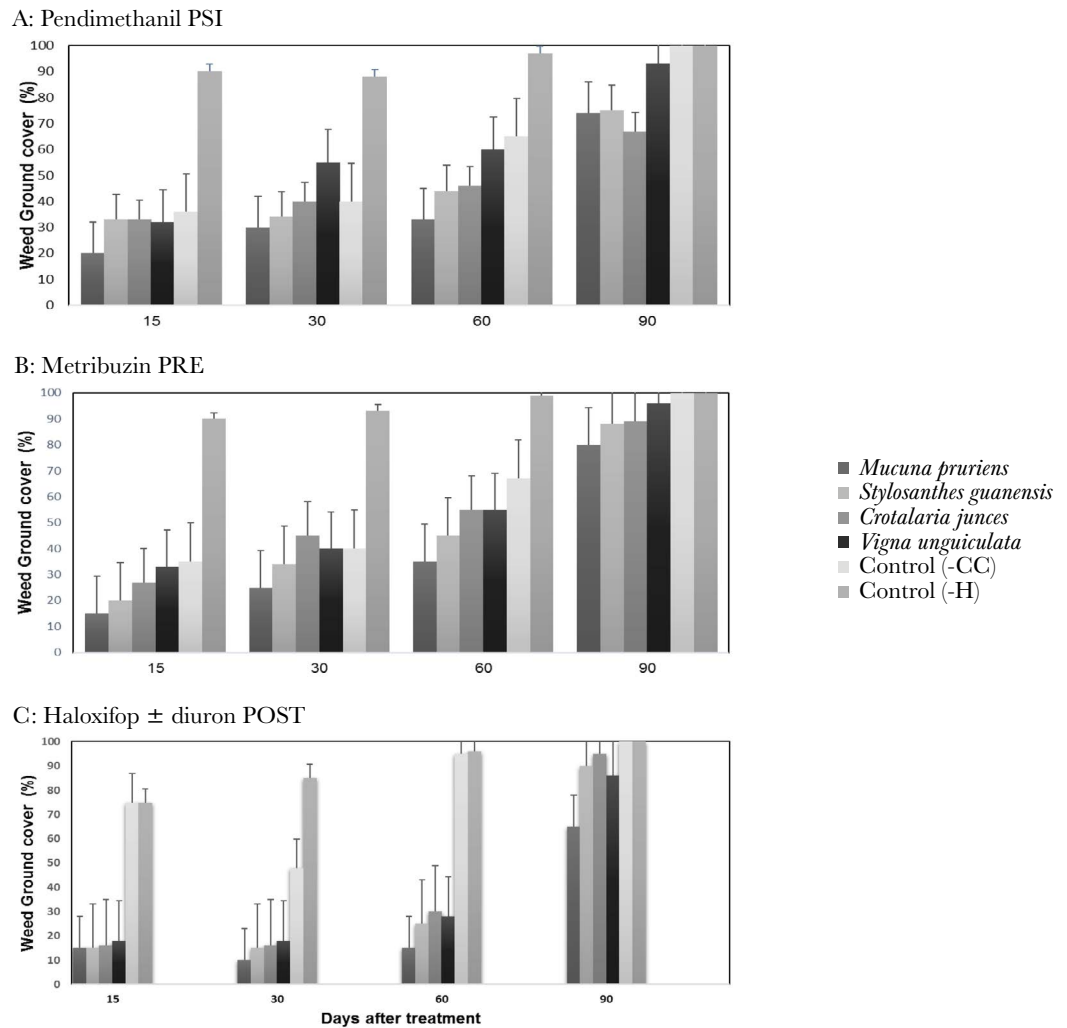 A: Pendimethanil PSI
Weed Ground cover (%)
100
90
80
70
60
50
40
30
20
10
0
15 30 60 90
B: Metribuzin PRE
Weed Ground cover (%)
100
90
80
70
60
50
40
30
20
10
0
15 30 60 90
Mucuna pruriens
Stylosanthes guanensis
Crotalaria junces
Vigna unguiculata
Control (-CC)
Control (-H)
C: Haloxifop ± diuron POST
Weed Ground cover (%)
100
90
80
70
60
50
40
30
20
10
0
15 30 60 90
Days after treatment